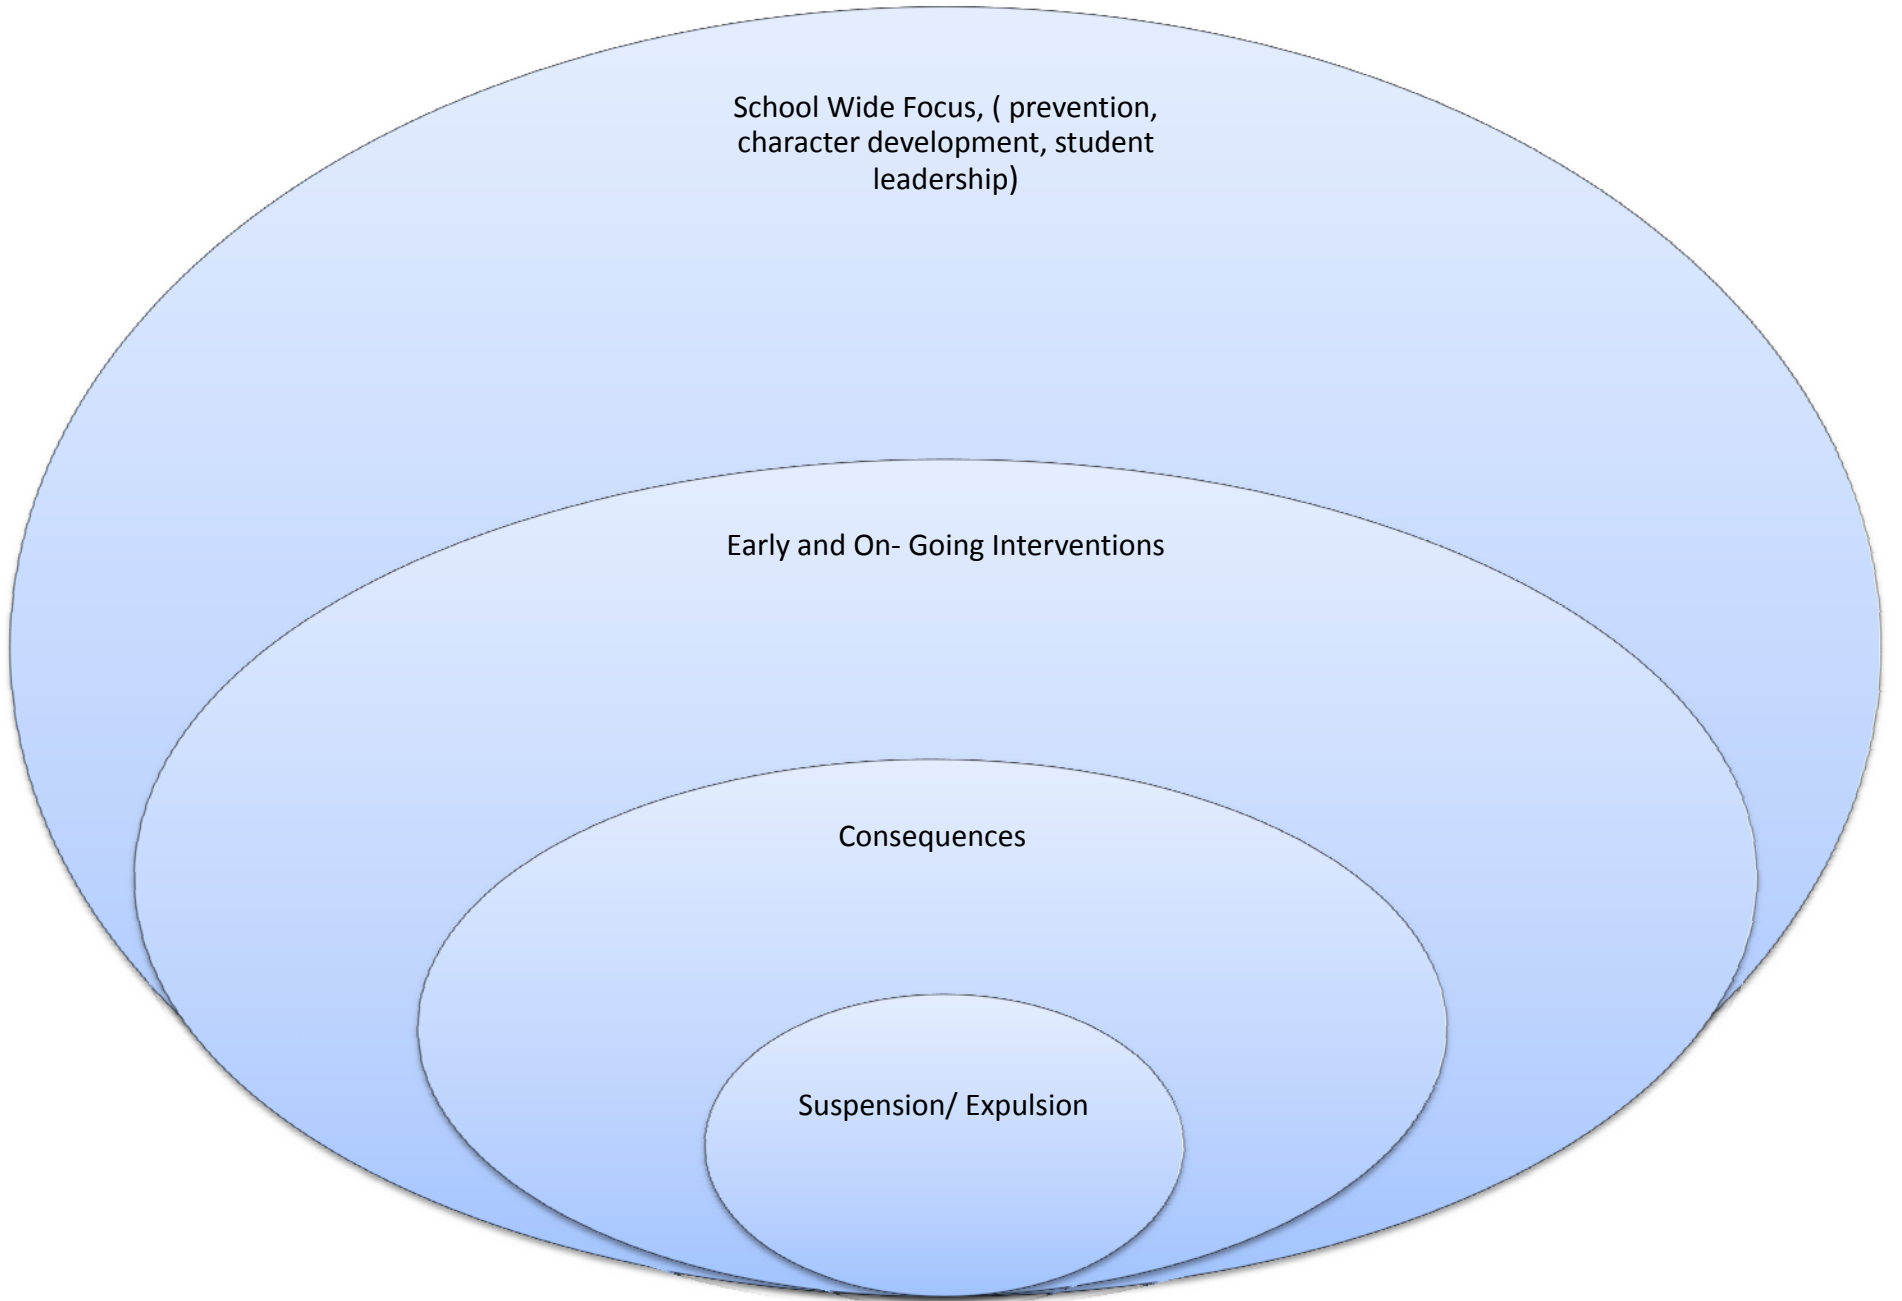 School Wide Focus, ( prevention,
character development, student
leadership)
Early and On- Going Interventions
Consequences
Suspension/ Expulsion